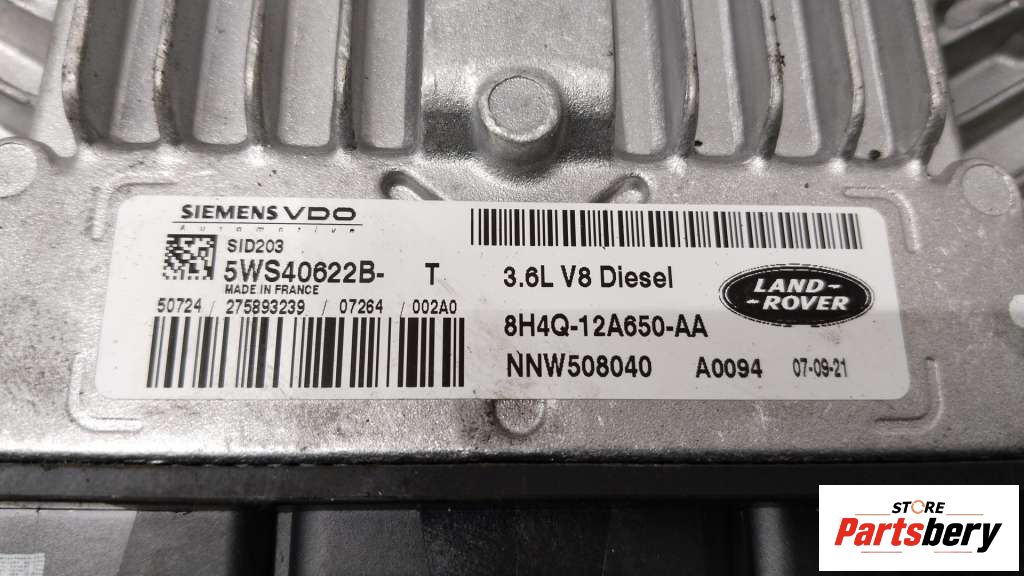 SIEMENS VDO
Automotive
SID203
5WS40622B- T
MADE IN FRANCE
50724 / 275893239 / 07264 / 002A0
3.6L V8 Diesel
LAND-
-ROVER
8H4Q-12A650-AA
NNW508040 A0094 07-09-21
STORE
Partsbery